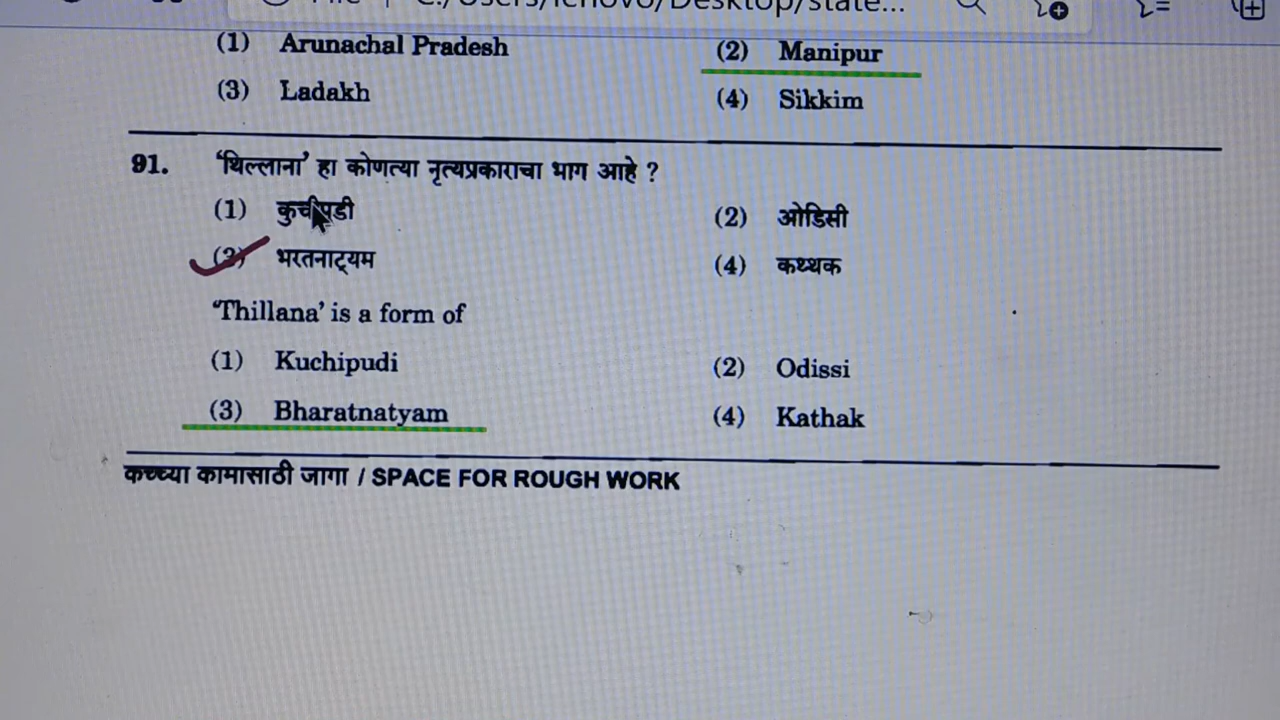 (1) Arunachal Pradesh (2) Manipur
(3) Ladakh (4) Sikkim
91. ‘थिल्लाना’ हा कोणत्या नृत्यप्रकाराचा भाग आहे ?
(1) कुचीपुडी (2) ओडिसी
(3) भरतनाट्यम (4) कथ्थक
‘Thillana’ is a form of
(1) Kuchipudi (2) Odissi
(3) Bharatnatyam (4) Kathak
कच्च्या कामासाठी जागा / SPACE FOR ROUGH WORK